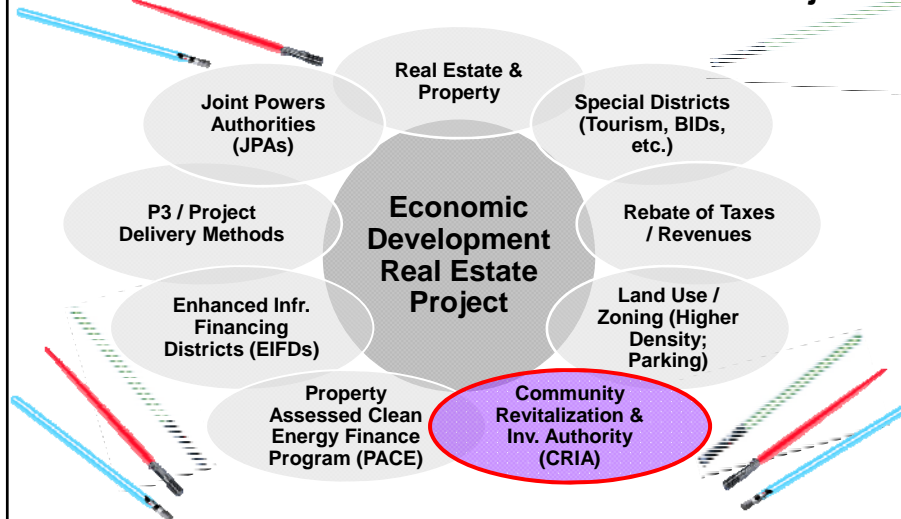 Real Estate &
Property
Joint Powers
Authorities
(JPAs)
Special Districts
(Tourism, BIDs,
etc.)
P3 / Project
Delivery Methods
Economic
Development
Real Estate
Project
Rebate of Taxes
/ Revenues
Enhanced Infr.
Financing
Districts (EIFDs)
Land Use /
Zoning (Higher
Density;
Parking)
Property
Assessed Clean
Energy Finance
Program (PACE)
Community
Revitalization &
Inv. Authority
(CRIA)